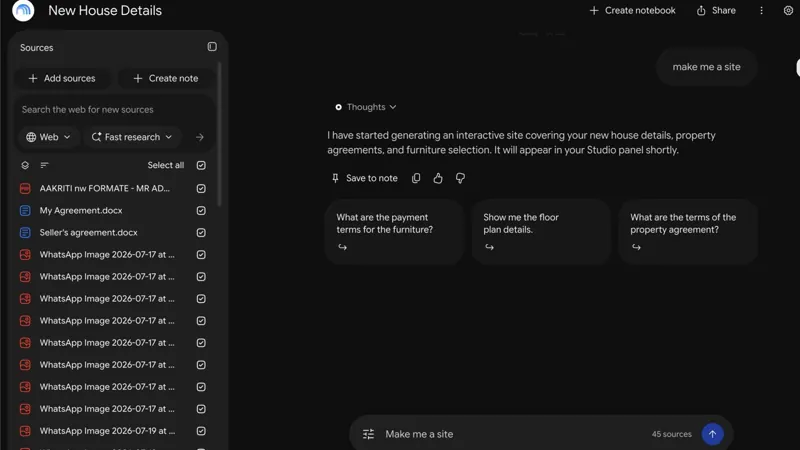 New House Details
Create notebook
Share
Sources
Add sources
Create note
Search the web for new sources
Web
Fast research
Select all
AAKRITI nw FORMATE - MR AD...
My Agreement.docx
Seller's agreement.docx
WhatsApp Image 2026-07-17 at ...
WhatsApp Image 2026-07-17 at ...
WhatsApp Image 2026-07-17 at ...
WhatsApp Image 2026-07-17 at ...
WhatsApp Image 2026-07-17 at ...
WhatsApp Image 2026-07-17 at ...
WhatsApp Image 2026-07-17 at ...
WhatsApp Image 2026-07-17 at ...
WhatsApp Image 2026-07-19 at ...
make me a site
Thoughts
I have started generating an interactive site covering your new house details, property
agreements, and furniture selection. It will appear in your Studio panel shortly.
Save to note
What are the payment
terms for the furniture?
Show me the floor
plan details.
What are the terms of the
property agreement?
Make me a site
45 sources